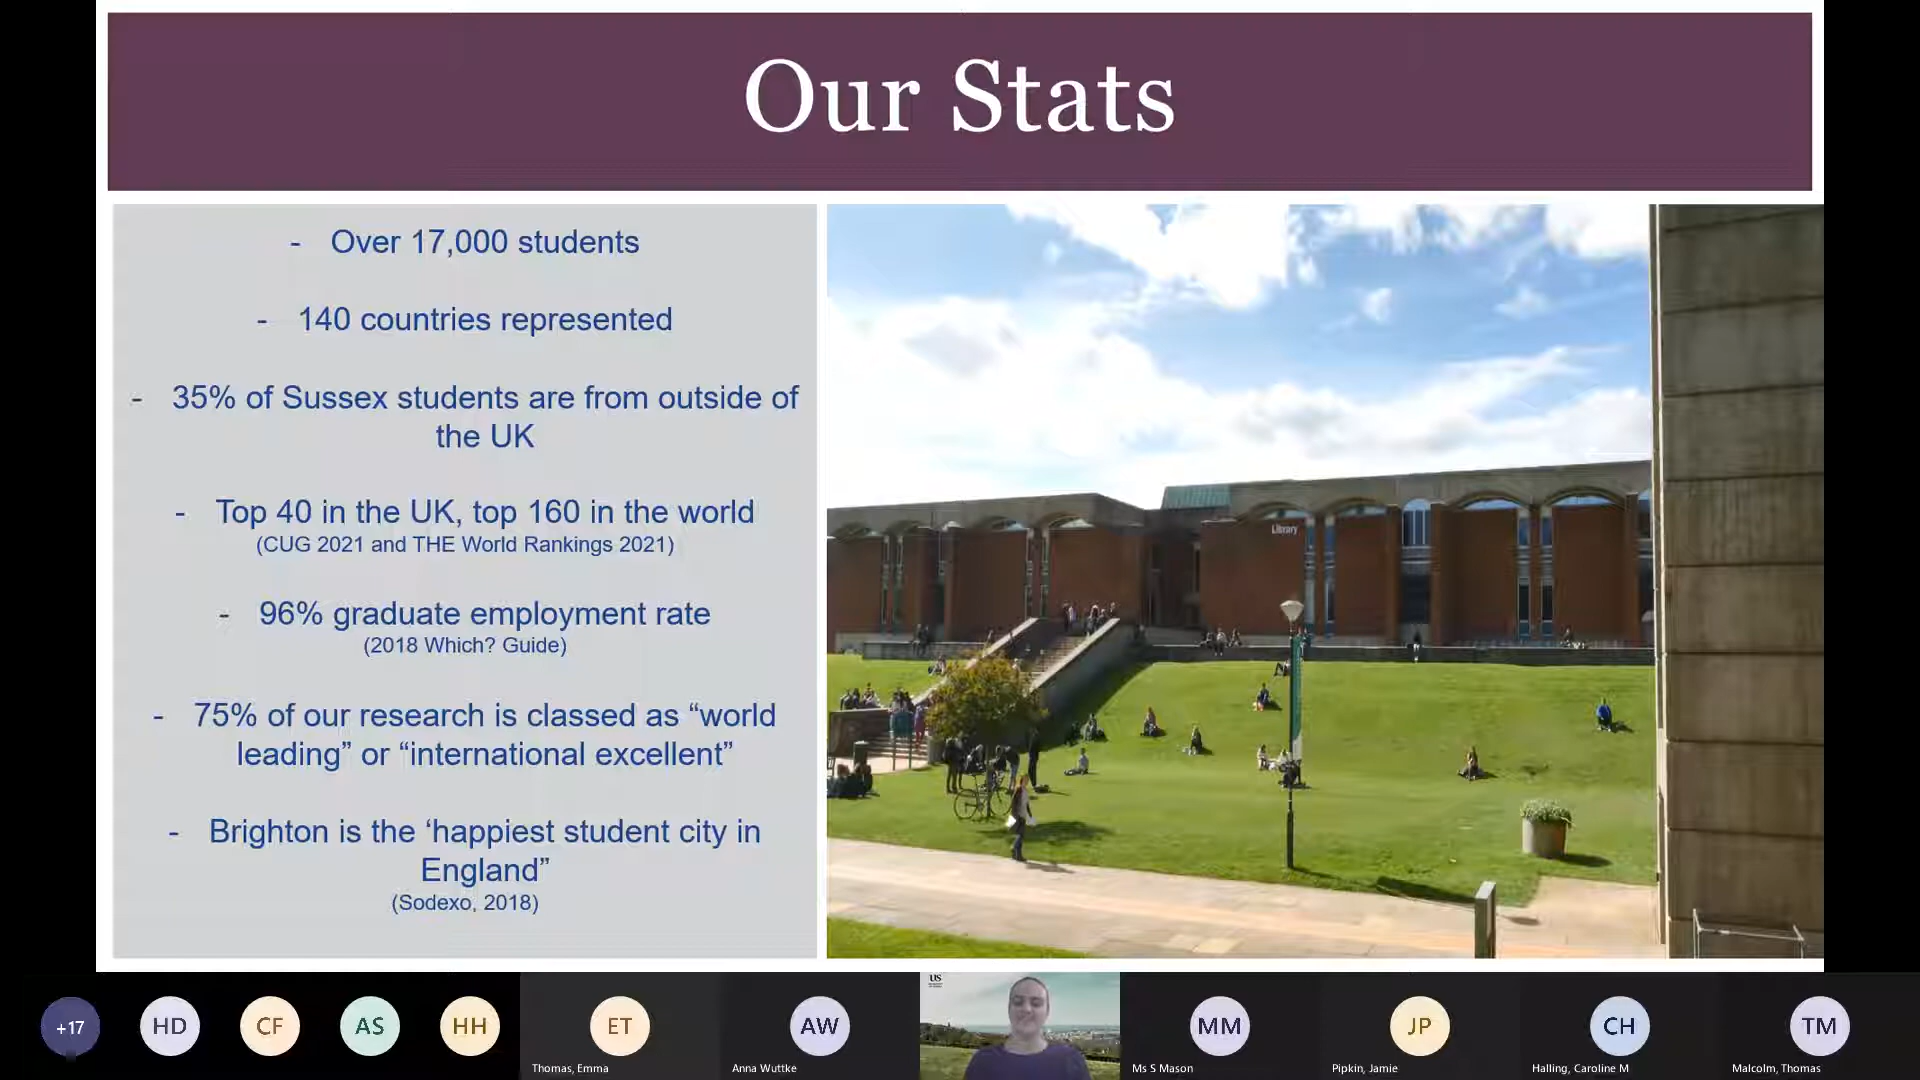 Our Stats
- Over 17,000 students
- 140 countries represented
- 35% of Sussex students are from outside of
the UK
- Top 40 in the UK, top 160 in the world
(CUG 2021 and THE World Rankings 2021)
- 96% graduate employment rate
(2018 Which? Guide)
- 75% of our research is classed as “world
leading” or “international excellent”
- Brighton is the ‘happiest student city in
England”
(Sodexo, 2018)
Library
+17
HD
CF
AS
HH
ET
Thomas, Emma
AW
Anna Wuttke
US
MM
Ms S Mason
JP
Pipkin, Jamie
CH
Halling, Caroline M
TM
Malcolm, Thomas